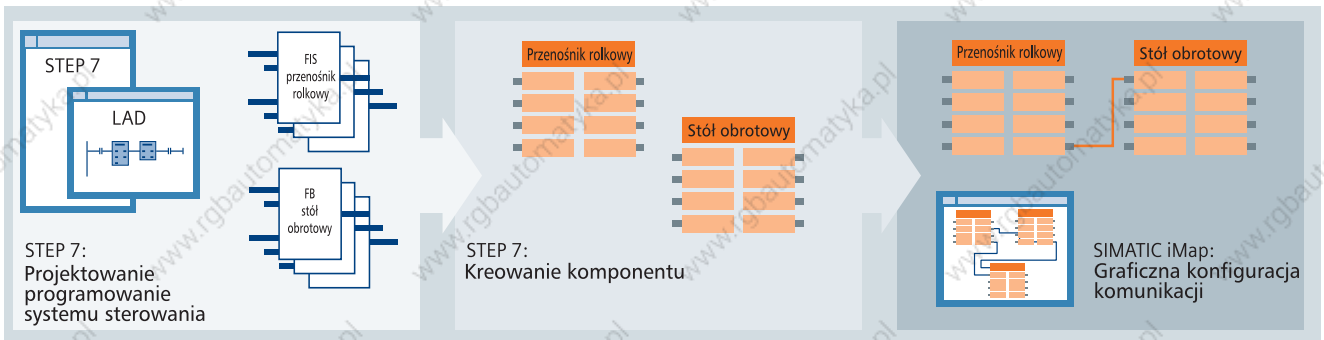 STEP 7
LAD
FIS
przenośnik
rolkowy
FB
stół
obrotowy
STEP 7:
Projektowanie
programowanie
systemu sterowania
Przenośnik rolkowy
Stół obrotowy
STEP 7:
Kreowanie komponentu
Przenośnik rolkowy
Stół obrotowy
SIMATIC iMap:
Graficzna konfiguracja
komunikacji
www.rgbautomatyka.pl